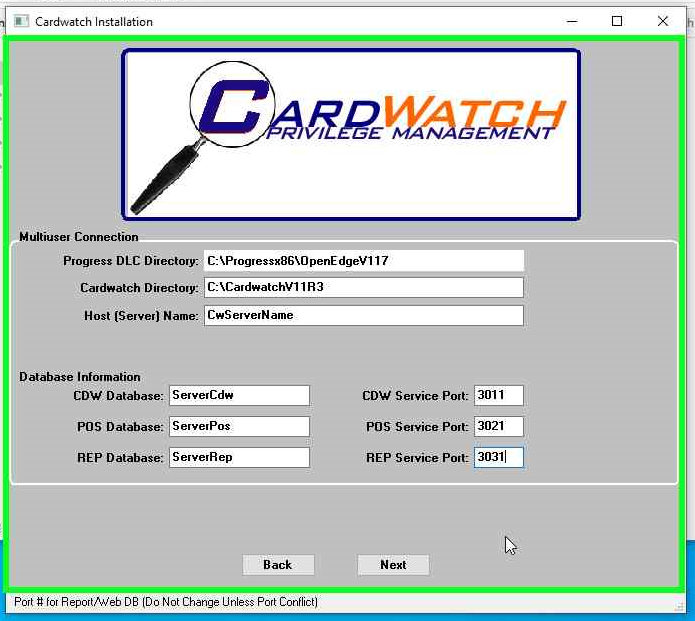 Cardwatch Installation
CARDWATCH
PRIVILEGE MANAGEMENT
Multiuser Connection
Progress DLC Directory: C:\Progressx86\OpenEdgeV117
Cardwatch Directory: C:\CardwatchV11R3
Host (Server) Name: CwServerName
Database Information
CDW Database: ServerCdw CDW Service Port: 3011
POS Database: ServerPos POS Service Port: 3021
REP Database: ServerRep REP Service Port: 3031
Back Next
Port # for Report/Web DB (Do Not Change Unless Port Conflict)